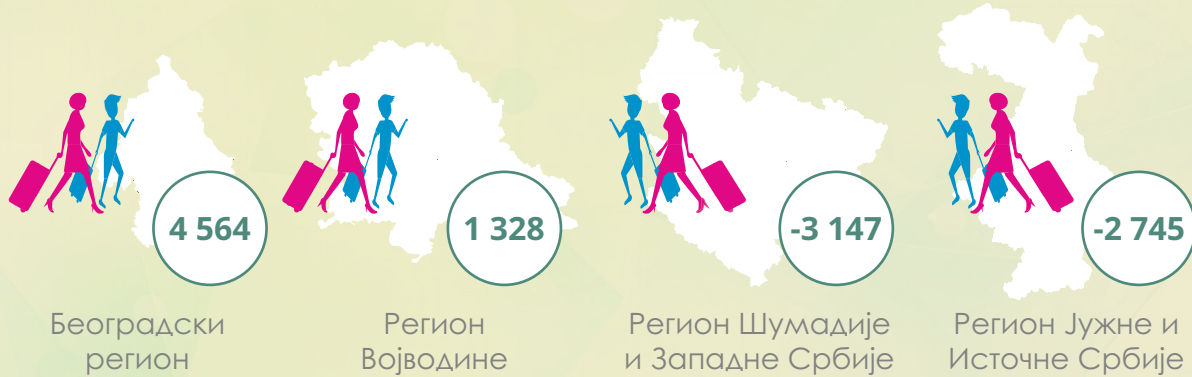 4 564
1 328
-3 147
-2 745
Београдски
регион
Регион
Војводине
Регион Шумадије
и Западне Србије
Регион Јужне и
Источне Србије